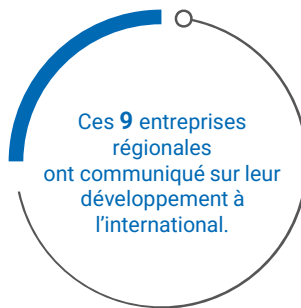 Ces 9 entreprises
régionales
ont communiqué sur leur
développement à
l'international.